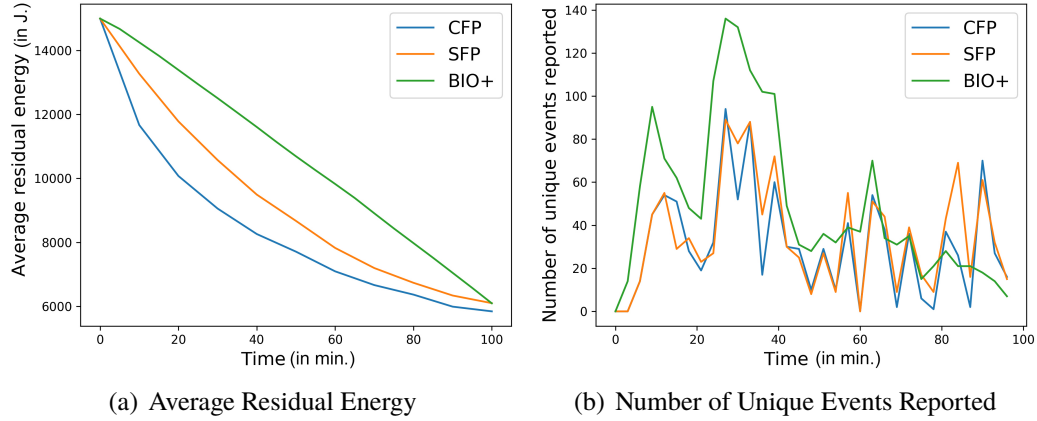 Average residual energy (in J.)
14000
12000
10000
8000
6000
0
20
40
60
80
100
Time (in min.)
CFP
SFP
BIO+
(a) Average Residual Energy
Number of unique events reported
140
120
100
80
60
40
20
0
0
20
40
60
80
100
Time (in min.)
CFP
SFP
BIO+
(b) Number of Unique Events Reported